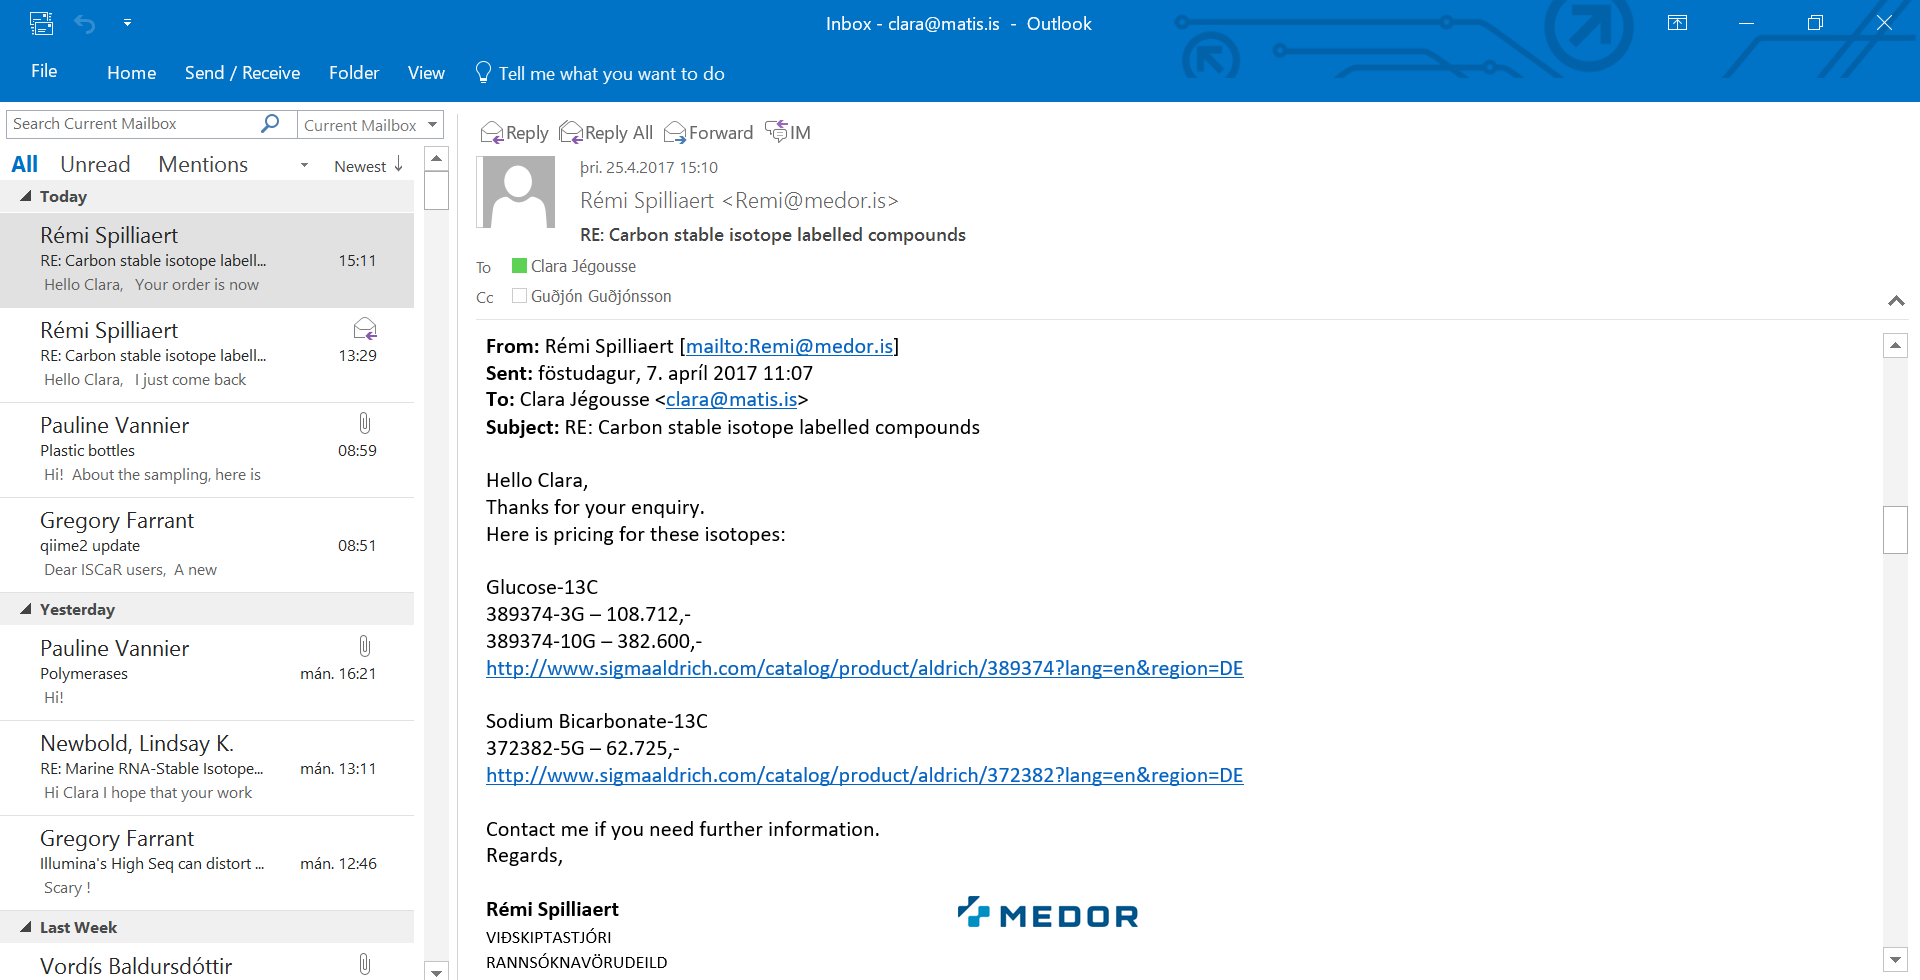 Inbox - clara@matis.is - Outlook
File Home Send / Receive Folder View Tell me what you want to do
Search Current Mailbox Current Mailbox
All Unread Mentions Newest ↓
Today
Rémi Spilliaert
RE: Carbon stable isotope labell... 15:11
Hello Clara, Your order is now
Rémi Spilliaert
RE: Carbon stable isotope labell... 13:29
Hello Clara, I just come back
Pauline Vannier
Plastic bottles 08:59
Hi! About the sampling, here is
Gregory Farrant
qiime2 update 08:51
Dear ISCaR users, A new
Yesterday
Pauline Vannier
Polymerases mán. 16:21
Hi!
Newbold, Lindsay K.
RE: Marine RNA-Stable Isotope... mán. 13:11
Hi Clara I hope that your work
Gregory Farrant
Illumina's High Seq can distort ... mán. 12:46
Scary !
Last Week
Vordís Baldursdóttir
Reply Reply All Forward IM
þri. 25.4.2017 15:10
Rémi Spilliaert <Remi@medor.is>
RE: Carbon stable isotope labelled compounds
To Clara Jégousse
Cc Guðjón Guðjónsson
From: Rémi Spilliaert [mailto:Remi@medor.is]
Sent: föstudagur, 7. apríl 2017 11:07
To: Clara Jégousse <clara@matis.is>
Subject: RE: Carbon stable isotope labelled compounds
Hello Clara,
Thanks for your enquiry.
Here is pricing for these isotopes:
Glucose-13C
389374-3G – 108.712,-
389374-10G – 382.600,-
http://www.sigmaaldrich.com/catalog/product/aldrich/389374?lang=en&region=DE
Sodium Bicarbonate-13C
372382-5G – 62.725,-
http://www.sigmaaldrich.com/catalog/product/aldrich/372382?lang=en&region=DE
Contact me if you need further information.
Regards,
Rémi Spilliaert
VIÐSKIPTASTJÓRI
RANNSÓKNAVÖRUDEILD
MEDOR